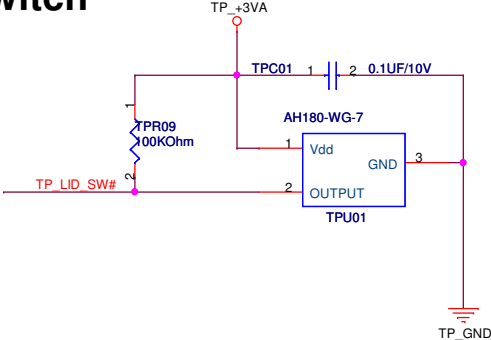 TP_+3VA
TPC01 1 2 0.1UF/10V
1
TPR09
100KOhm
2
AH180-WG-7
1 Vdd
GND 3
TP_LID_SW#
2 OUTPUT
TPU01
TP_GND